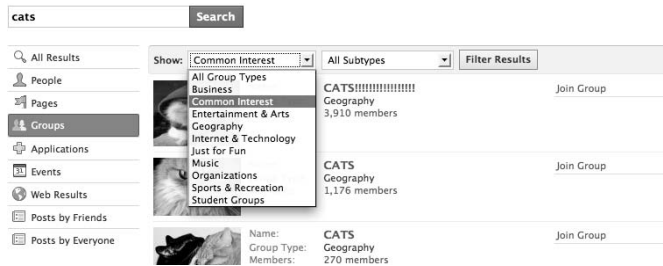 cats Search
All Results
People
Pages
Groups
Applications
31 Events
Web Results
Posts by Friends
Posts by Everyone
Show: Common Interest All Subtypes Filter Results
All Group Types
Business
Common Interest
Entertainment & Arts
Geography
Internet & Technology
Just for Fun
Music
Organizations
Sports & Recreation
Student Groups
CATS!!!!!!!!!!!!!!!!! Join Group
Geography
3,910 members
CATS Join Group
Geography
1,176 members
Name: CATS Join Group
Group Type: Geography
Members: 270 members